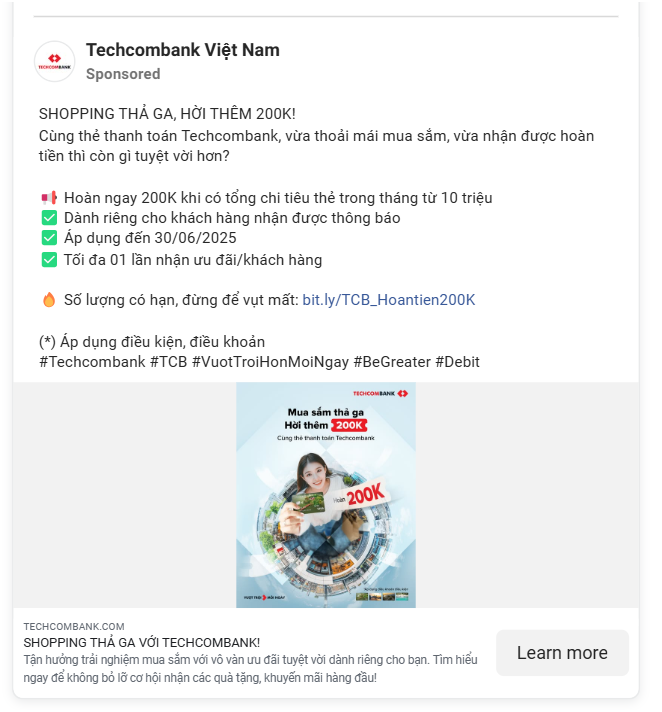 TECHCOMBANK
Techcombank Việt Nam
Sponsored
SHOPPING THẢ GA, HỜI THÊM 200K!
Cùng thẻ thanh toán Techcombank, vừa thoải mái mua sắm, vừa nhận được hoàn
tiền thì còn gì tuyệt vời hơn?
Hoàn ngay 200K khi có tổng chi tiêu thẻ trong tháng từ 10 triệu
Dành riêng cho khách hàng nhận được thông báo
Áp dụng đến 30/06/2025
Tối đa 01 lần nhận ưu đãi/khách hàng
Số lượng có hạn, đừng để vụt mất: bit.ly/TCB_Hoantien200K
(*) Áp dụng điều kiện, điều khoản
#Techcombank #TCB #VuotTroiHonMoiNgay #BeGreater #Debit
TECHCOMBANK
Mua sắm thả ga
Hời thêm 200K
Cùng thẻ thanh toán Techcombank
Hoàn 200K
VƯỢT TRỘI HƠN MỖI NGÀY
TECHCOMBANK.COM
SHOPPING THẢ GA VỚI TECHCOMBANK!
Tận hưởng trải nghiệm mua sắm với vô vàn ưu đãi tuyệt vời dành riêng cho bạn. Tìm hiểu
ngay để không bỏ lỡ cơ hội nhận các quà tặng, khuyến mãi hàng đầu!
Learn more